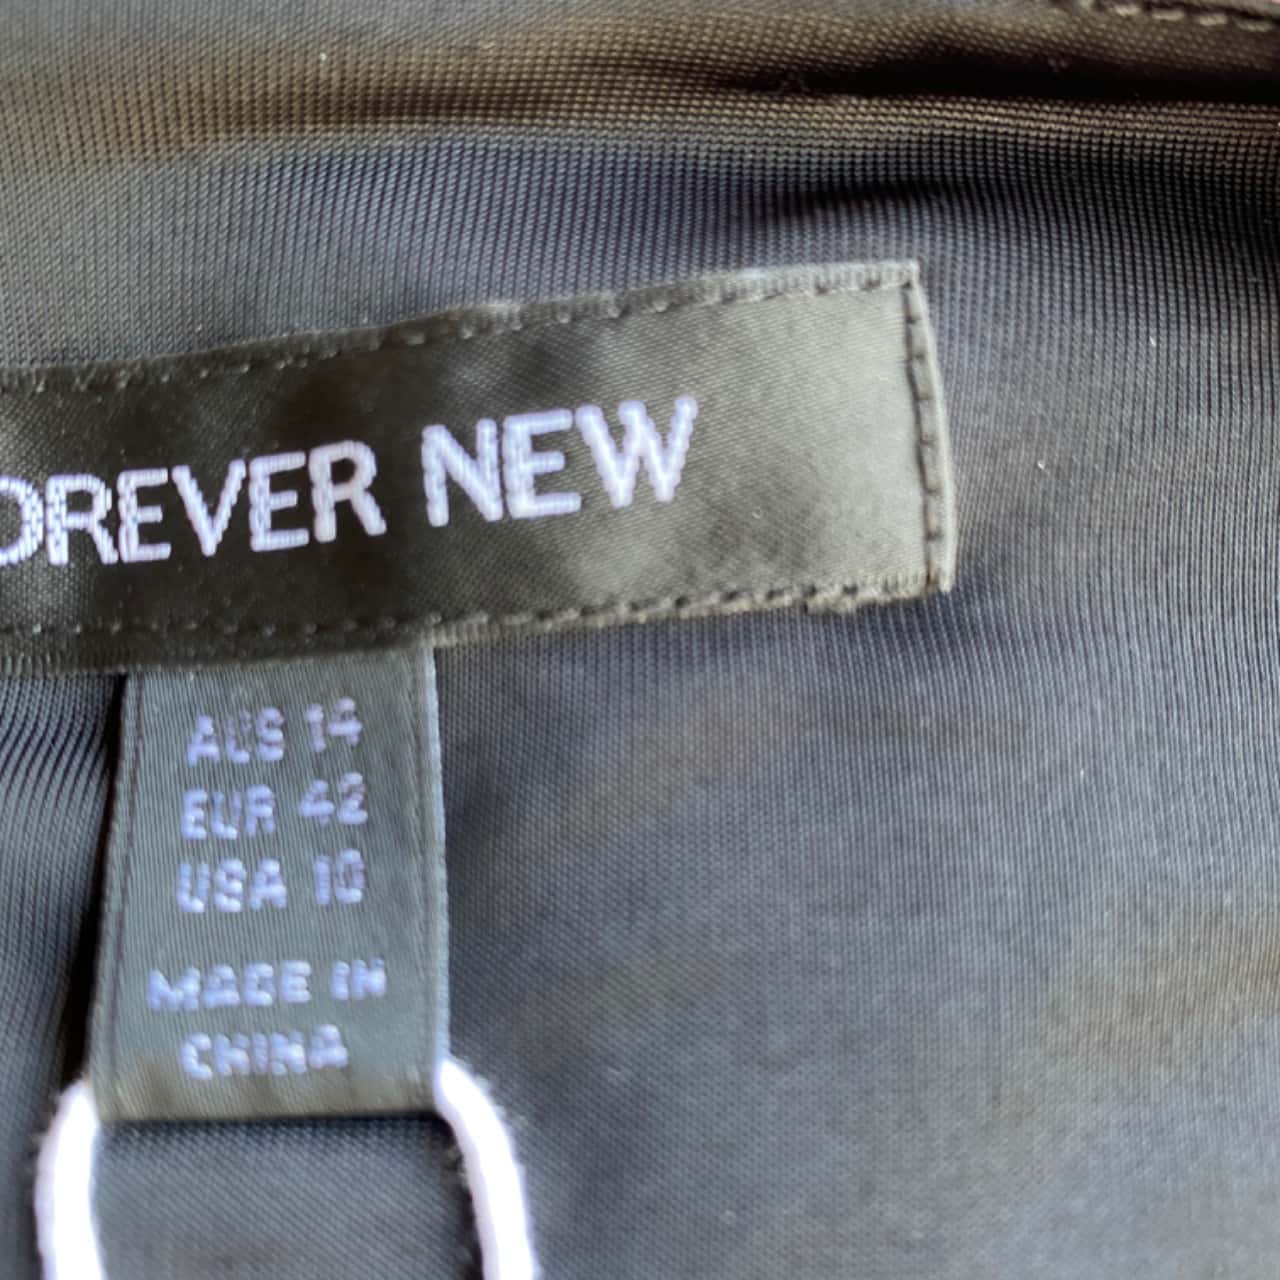 OREVER NEW
AUS 14
EUR 42
USA 10
MADE IN
CHINA